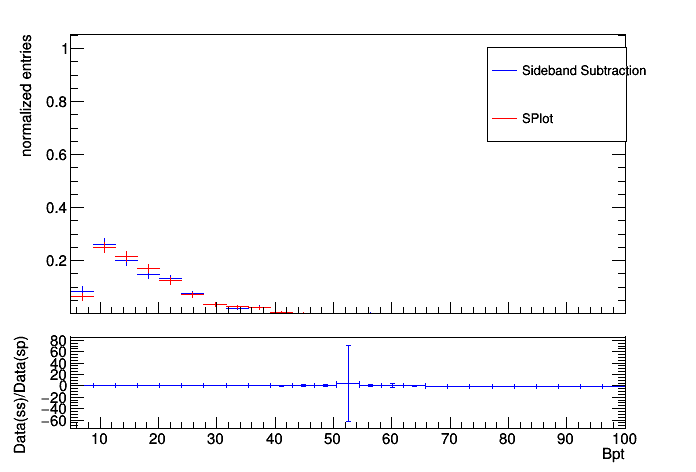 normalized entries
1
0.8
0.6
0.4
0.2
Sideband Subtraction
SPlot
Data(ss)/Data(sp)
80
60
40
20
0
−20
−40
−60
10 20 30 40 50 60 70 80 90 100
Bpt